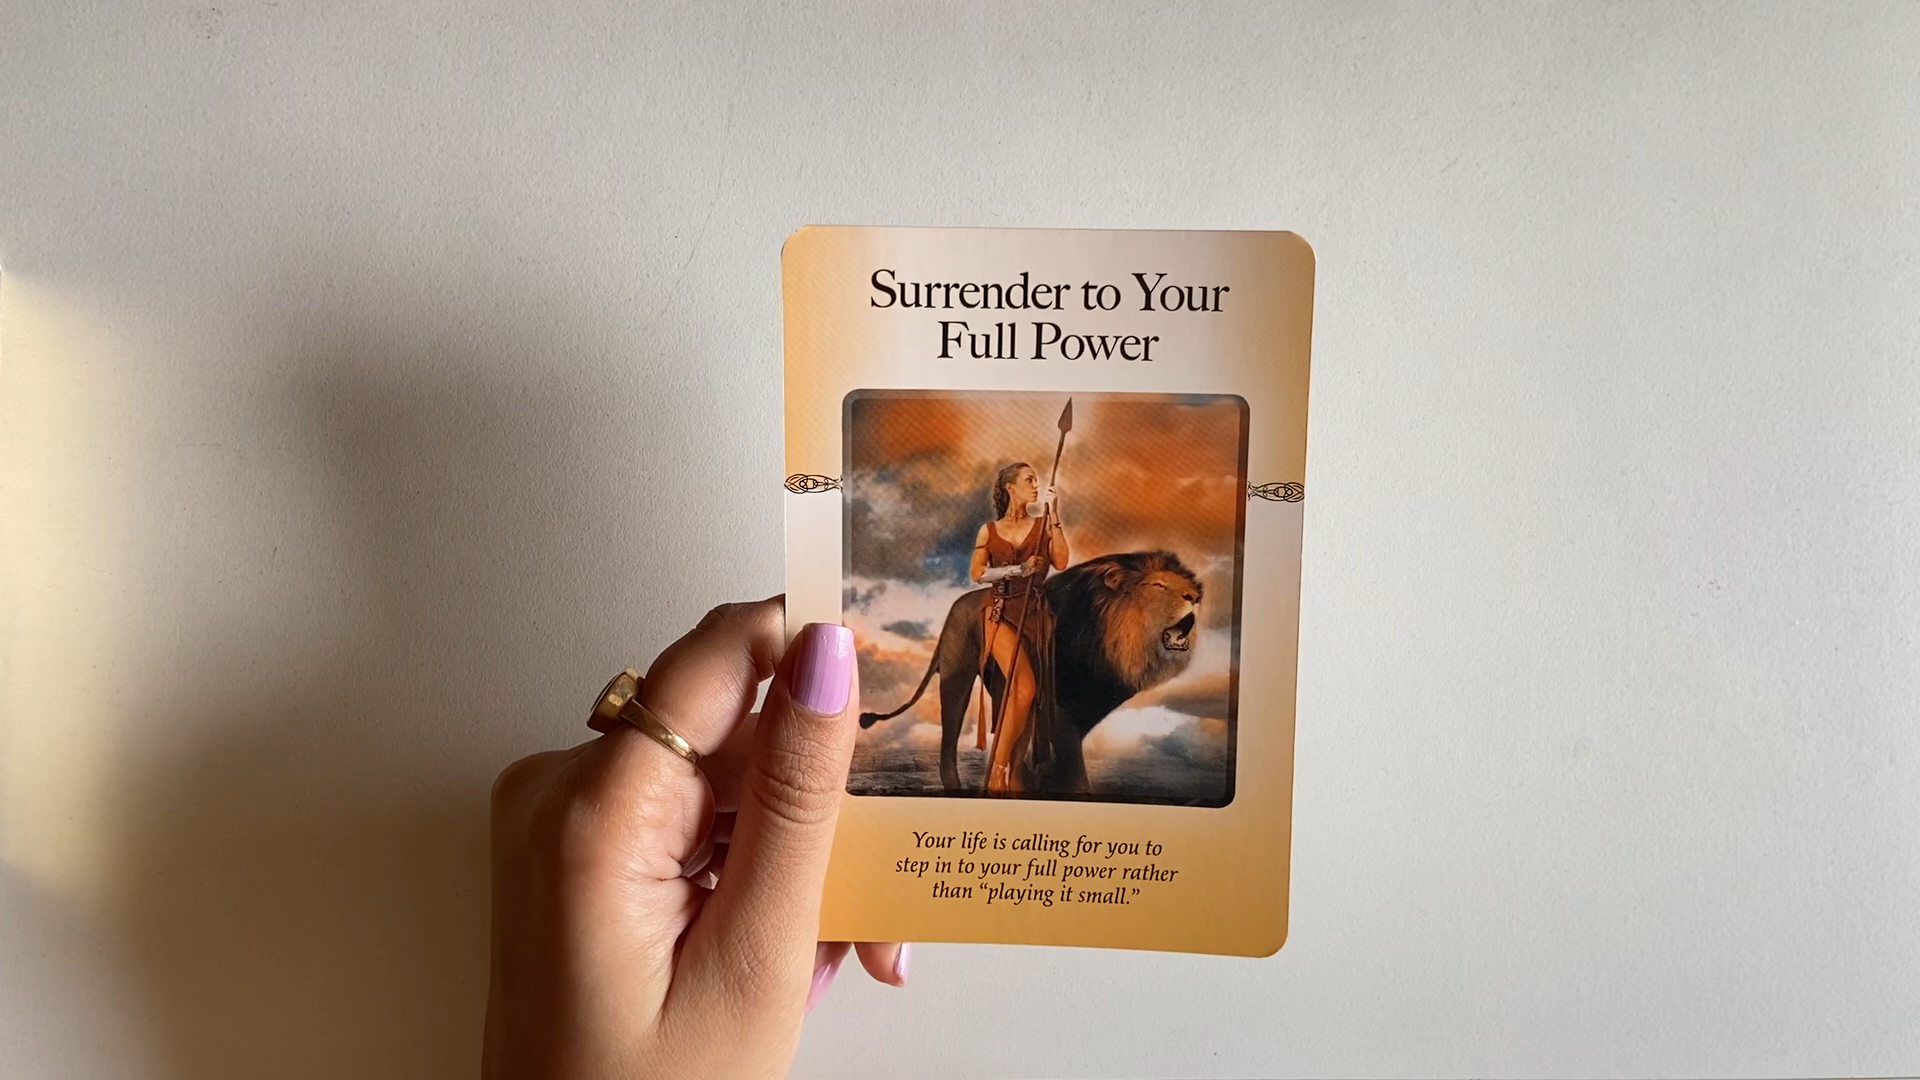 Surrender to Your
Full Power
Your life is calling for you to
step in to your full power rather
than “playing it small.”